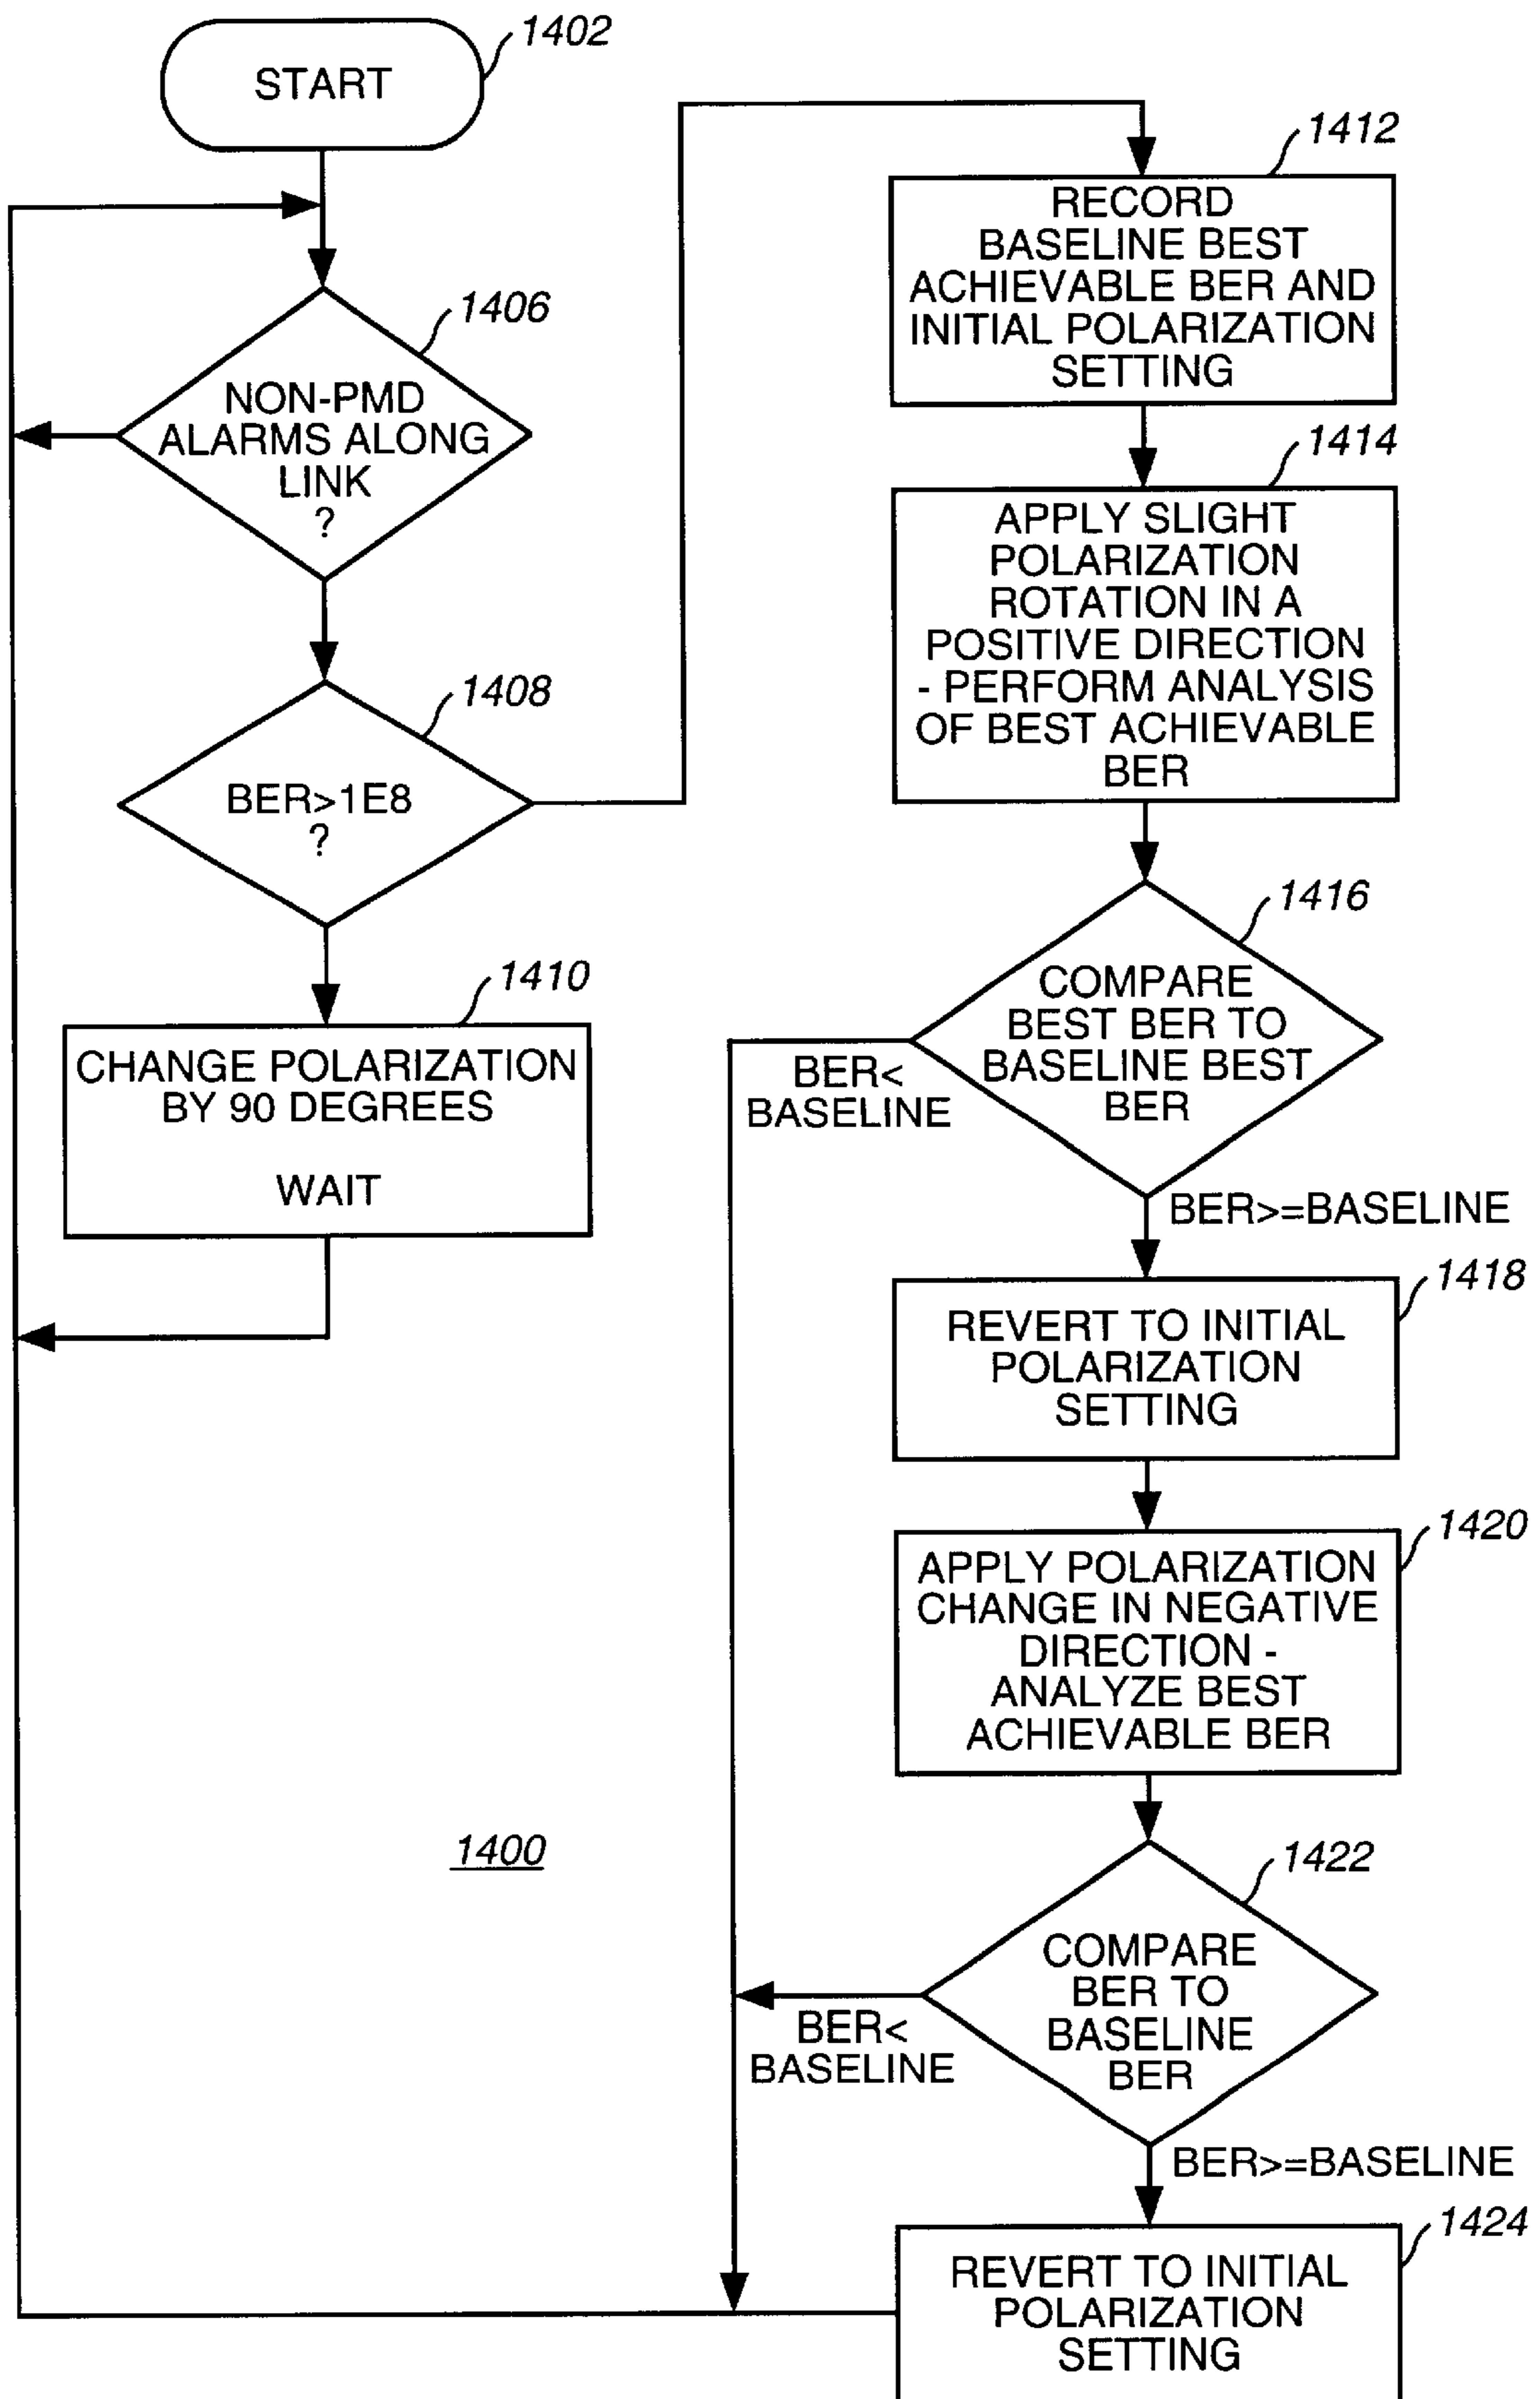 1402
START
1406
NON-PMD
ALARMS ALONG
LINK
?
1408
BER>1E8
?
1410
CHANGE POLARIZATION
BY 90 DEGREES
WAIT
1412
RECORD
BASELINE BEST
ACHIEVABLE BER AND
INITIAL POLARIZATION
SETTING
1414
APPLY SLIGHT
POLARIZATION
ROTATION IN A
POSITIVE DIRECTION
- PERFORM ANALYSIS
OF BEST ACHIEVABLE
BER
1416
COMPARE
BEST BER TO
BASELINE BEST
BER
BER<
BASELINE
BER>=BASELINE
1418
REVERT TO INITIAL
POLARIZATION
SETTING
1420
APPLY POLARIZATION
CHANGE IN NEGATIVE
DIRECTION -
ANALYZE BEST
ACHIEVABLE BER
1400
1422
COMPARE
BER TO
BASELINE
BER
BER<
BASELINE
BER>=BASELINE
1424
REVERT TO INITIAL
POLARIZATION
SETTING